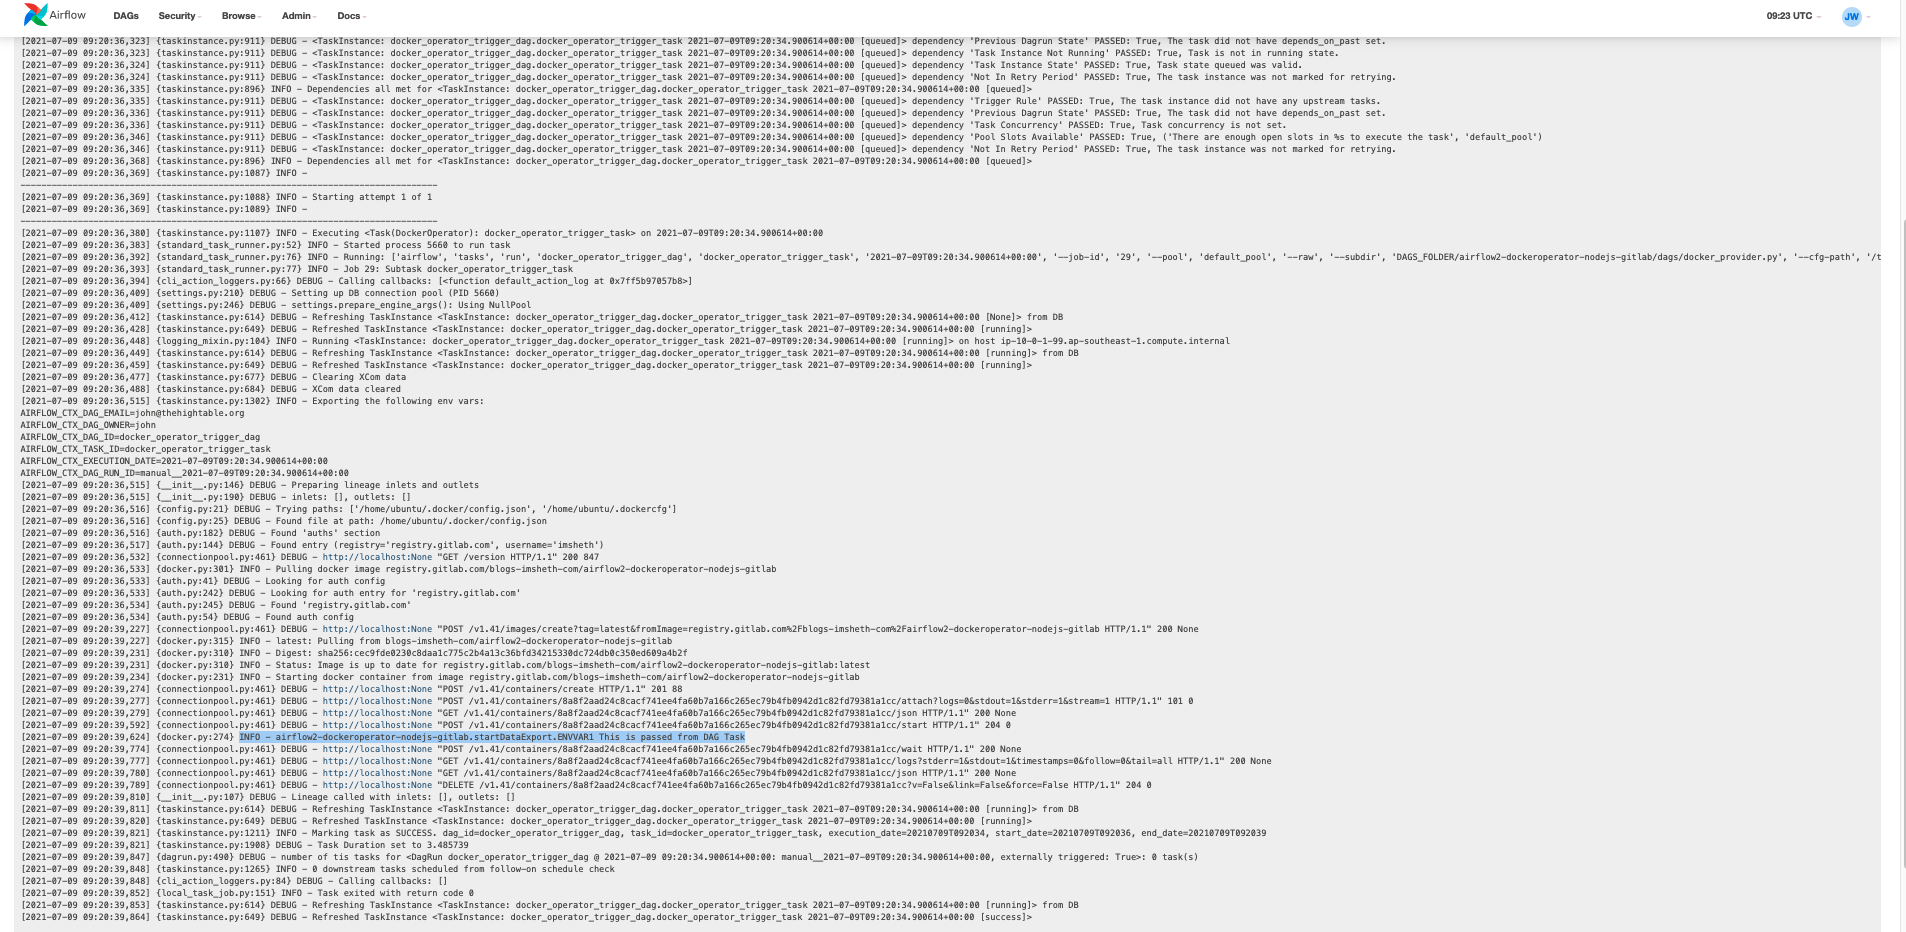 Airflow
DAGs
Security
Browse
Admin
Docs
09:23 UTC
JW
[2021-07-09 09:20:36,323] {taskinstance.py:911} DEBUG - <TaskInstance: docker_operator_trigger_dag.docker_operator_trigger_task 2021-07-09T09:20:34.900614+00:00 [queued]> dependency 'Previous Dagrun State' PASSED: True, The task did not have depends_on_past set.
[2021-07-09 09:20:36,323] {taskinstance.py:911} DEBUG - <TaskInstance: docker_operator_trigger_dag.docker_operator_trigger_task 2021-07-09T09:20:34.900614+00:00 [queued]> dependency 'Task Instance Not Running' PASSED: True, Task is not in running state.
[2021-07-09 09:20:36,324] {taskinstance.py:911} DEBUG - <TaskInstance: docker_operator_trigger_dag.docker_operator_trigger_task 2021-07-09T09:20:34.900614+00:00 [queued]> dependency 'Task Instance State' PASSED: True, Task state queued was valid.
[2021-07-09 09:20:36,324] {taskinstance.py:911} DEBUG - <TaskInstance: docker_operator_trigger_dag.docker_operator_trigger_task 2021-07-09T09:20:34.900614+00:00 [queued]> dependency 'Not In Retry Period' PASSED: True, The task instance was not marked for retrying.
[2021-07-09 09:20:36,335] {taskinstance.py:896} INFO - Dependencies all met for <TaskInstance: docker_operator_trigger_dag.docker_operator_trigger_task 2021-07-09T09:20:34.900614+00:00 [queued]>
[2021-07-09 09:20:36,335] {taskinstance.py:911} DEBUG - <TaskInstance: docker_operator_trigger_dag.docker_operator_trigger_task 2021-07-09T09:20:34.900614+00:00 [queued]> dependency 'Trigger Rule' PASSED: True, The task instance did not have any upstream tasks.
[2021-07-09 09:20:36,336] {taskinstance.py:911} DEBUG - <TaskInstance: docker_operator_trigger_dag.docker_operator_trigger_task 2021-07-09T09:20:34.900614+00:00 [queued]> dependency 'Previous Dagrun State' PASSED: True, The task did not have depends_on_past set.
[2021-07-09 09:20:36,336] {taskinstance.py:911} DEBUG - <TaskInstance: docker_operator_trigger_dag.docker_operator_trigger_task 2021-07-09T09:20:34.900614+00:00 [queued]> dependency 'Task Concurrency' PASSED: True, Task concurrency is not set.
[2021-07-09 09:20:36,346] {taskinstance.py:911} DEBUG - <TaskInstance: docker_operator_trigger_dag.docker_operator_trigger_task 2021-07-09T09:20:34.900614+00:00 [queued]> dependency 'Pool Slots Available' PASSED: True, ('There are enough open slots in %s to execute the task', 'default_pool')
[2021-07-09 09:20:36,346] {taskinstance.py:911} DEBUG - <TaskInstance: docker_operator_trigger_dag.docker_operator_trigger_task 2021-07-09T09:20:34.900614+00:00 [queued]> dependency 'Not In Retry Period' PASSED: True, The task instance was not marked for retrying.
[2021-07-09 09:20:36,368] {taskinstance.py:896} INFO - Dependencies all met for <TaskInstance: docker_operator_trigger_dag.docker_operator_trigger_task 2021-07-09T09:20:34.900614+00:00 [queued]>
[2021-07-09 09:20:36,369] {taskinstance.py:1087} INFO -
--------------------------------------------------------------------------------
[2021-07-09 09:20:36,369] {taskinstance.py:1088} INFO - Starting attempt 1 of 1
[2021-07-09 09:20:36,369] {taskinstance.py:1089} INFO -
--------------------------------------------------------------------------------
[2021-07-09 09:20:36,380] {taskinstance.py:1107} INFO - Executing <Task(DockerOperator): docker_operator_trigger_task> on 2021-07-09T09:20:34.900614+00:00
[2021-07-09 09:20:36,383] {standard_task_runner.py:52} INFO - Started process 5660 to run task
[2021-07-09 09:20:36,392] {standard_task_runner.py:76} INFO - Running: ['airflow', 'tasks', 'run', 'docker_operator_trigger_dag', 'docker_operator_trigger_task', '2021-07-09T09:20:34.900614+00:00', '--job-id', '29', '--pool', 'default_pool', '--raw', '--subdir', 'DAGS_FOLDER/airflow2-dockeroperator-nodejs-gitlab/dags/docker_provider.py', '--cfg-path', '/t
[2021-07-09 09:20:36,393] {standard_task_runner.py:77} INFO - Job 29: Subtask docker_operator_trigger_task
[2021-07-09 09:20:36,394] {cli_action_loggers.py:66} DEBUG - Calling callbacks: [<function default_action_log at 0x7ff5b97057b8>]
[2021-07-09 09:20:36,409] {settings.py:210} DEBUG - Setting up DB connection pool (PID 5660)
[2021-07-09 09:20:36,409] {settings.py:246} DEBUG - settings.prepare_engine_args(): Using NullPool
[2021-07-09 09:20:36,412] {taskinstance.py:614} DEBUG - Refreshing TaskInstance <TaskInstance: docker_operator_trigger_dag.docker_operator_trigger_task 2021-07-09T09:20:34.900614+00:00 [None]> from DB
[2021-07-09 09:20:36,428] {taskinstance.py:649} DEBUG - Refreshed TaskInstance <TaskInstance: docker_operator_trigger_dag.docker_operator_trigger_task 2021-07-09T09:20:34.900614+00:00 [running]>
[2021-07-09 09:20:36,448] {logging_mixin.py:104} INFO - Running <TaskInstance: docker_operator_trigger_dag.docker_operator_trigger_task 2021-07-09T09:20:34.900614+00:00 [running]> on host ip-10-0-1-99.ap-southeast-1.compute.internal
[2021-07-09 09:20:36,449] {taskinstance.py:614} DEBUG - Refreshing TaskInstance <TaskInstance: docker_operator_trigger_dag.docker_operator_trigger_task 2021-07-09T09:20:34.900614+00:00 [running]> from DB
[2021-07-09 09:20:36,459] {taskinstance.py:649} DEBUG - Refreshed TaskInstance <TaskInstance: docker_operator_trigger_dag.docker_operator_trigger_task 2021-07-09T09:20:34.900614+00:00 [running]>
[2021-07-09 09:20:36,477] {taskinstance.py:677} DEBUG - Clearing XCom data
[2021-07-09 09:20:36,488] {taskinstance.py:684} DEBUG - XCom data cleared
[2021-07-09 09:20:36,515] {taskinstance.py:1302} INFO - Exporting the following env vars:
AIRFLOW_CTX_DAG_EMAIL=john@thehightable.org
AIRFLOW_CTX_DAG_OWNER=john
AIRFLOW_CTX_DAG_ID=docker_operator_trigger_dag
AIRFLOW_CTX_TASK_ID=docker_operator_trigger_task
AIRFLOW_CTX_EXECUTION_DATE=2021-07-09T09:20:34.900614+00:00
AIRFLOW_CTX_DAG_RUN_ID=manual__2021-07-09T09:20:34.900614+00:00
[2021-07-09 09:20:36,515] {__init__.py:146} DEBUG - Preparing lineage inlets and outlets
[2021-07-09 09:20:36,515] {__init__.py:190} DEBUG - inlets: [], outlets: []
[2021-07-09 09:20:36,516] {config.py:21} DEBUG - Trying paths: ['/home/ubuntu/.docker/config.json', '/home/ubuntu/.dockercfg']
[2021-07-09 09:20:36,516] {config.py:25} DEBUG - Found file at path: /home/ubuntu/.docker/config.json
[2021-07-09 09:20:36,516] {auth.py:182} DEBUG - Found 'auths' section
[2021-07-09 09:20:36,517] {auth.py:144} DEBUG - Found entry (registry='registry.gitlab.com', username='imsheth')
[2021-07-09 09:20:36,532] {connectionpool.py:461} DEBUG - http://localhost:None "GET /version HTTP/1.1" 200 847
[2021-07-09 09:20:36,533] {docker.py:301} INFO - Pulling docker image registry.gitlab.com/blogs-imsheth-com/airflow2-dockeroperator-nodejs-gitlab
[2021-07-09 09:20:36,533] {auth.py:41} DEBUG - Looking for auth config
[2021-07-09 09:20:36,533] {auth.py:242} DEBUG - Looking for auth entry for 'registry.gitlab.com'
[2021-07-09 09:20:36,534] {auth.py:245} DEBUG - Found 'registry.gitlab.com'
[2021-07-09 09:20:36,534] {auth.py:54} DEBUG - Found auth config
[2021-07-09 09:20:39,227] {connectionpool.py:461} DEBUG - http://localhost:None "POST /v1.41/images/create?tag=latest&fromImage=registry.gitlab.com%2Fblogs-imsheth-com%2Fairflow2-dockeroperator-nodejs-gitlab HTTP/1.1" 200 None
[2021-07-09 09:20:39,227] {docker.py:315} INFO - latest: Pulling from blogs-imsheth-com/airflow2-dockeroperator-nodejs-gitlab
[2021-07-09 09:20:39,231] {docker.py:310} INFO - Digest: sha256:cec9fde0230c8daa1c775c2b4a13c36bfd34215330dc724db0c350ed609a4b2f
[2021-07-09 09:20:39,231] {docker.py:310} INFO - Status: Image is up to date for registry.gitlab.com/blogs-imsheth-com/airflow2-dockeroperator-nodejs-gitlab:latest
[2021-07-09 09:20:39,234] {docker.py:231} INFO - Starting docker container from image registry.gitlab.com/blogs-imsheth-com/airflow2-dockeroperator-nodejs-gitlab
[2021-07-09 09:20:39,274] {connectionpool.py:461} DEBUG - http://localhost:None "POST /v1.41/containers/create HTTP/1.1" 201 88
[2021-07-09 09:20:39,277] {connectionpool.py:461} DEBUG - http://localhost:None "POST /v1.41/containers/8a8f2aad24c8cacf741ee4fa60b7a166c265ec79b4fb0942d1c82fd79381a1cc/attach?logs=0&stdout=1&stderr=1&stream=1 HTTP/1.1" 101 0
[2021-07-09 09:20:39,279] {connectionpool.py:461} DEBUG - http://localhost:None "GET /v1.41/containers/8a8f2aad24c8cacf741ee4fa60b7a166c265ec79b4fb0942d1c82fd79381a1cc/json HTTP/1.1" 200 None
[2021-07-09 09:20:39,592] {connectionpool.py:461} DEBUG - http://localhost:None "POST /v1.41/containers/8a8f2aad24c8cacf741ee4fa60b7a166c265ec79b4fb0942d1c82fd79381a1cc/start HTTP/1.1" 204 0
[2021-07-09 09:20:39,624] {docker.py:274} INFO - airflow2-dockeroperator-nodejs-gitlab.startDataExport.ENVVAR1 This is passed from DAG Task
[2021-07-09 09:20:39,774] {connectionpool.py:461} DEBUG - http://localhost:None "POST /v1.41/containers/8a8f2aad24c8cacf741ee4fa60b7a166c265ec79b4fb0942d1c82fd79381a1cc/wait HTTP/1.1" 200 None
[2021-07-09 09:20:39,777] {connectionpool.py:461} DEBUG - http://localhost:None "GET /v1.41/containers/8a8f2aad24c8cacf741ee4fa60b7a166c265ec79b4fb0942d1c82fd79381a1cc/logs?stderr=1&stdout=1&timestamps=0&follow=0&tail=all HTTP/1.1" 200 None
[2021-07-09 09:20:39,780] {connectionpool.py:461} DEBUG - http://localhost:None "GET /v1.41/containers/8a8f2aad24c8cacf741ee4fa60b7a166c265ec79b4fb0942d1c82fd79381a1cc/json HTTP/1.1" 200 None
[2021-07-09 09:20:39,789] {connectionpool.py:461} DEBUG - http://localhost:None "DELETE /v1.41/containers/8a8f2aad24c8cacf741ee4fa60b7a166c265ec79b4fb0942d1c82fd79381a1cc?v=False&link=False&force=False HTTP/1.1" 204 0
[2021-07-09 09:20:39,810] {__init__.py:107} DEBUG - Lineage called with inlets: [], outlets: []
[2021-07-09 09:20:39,811] {taskinstance.py:614} DEBUG - Refreshing TaskInstance <TaskInstance: docker_operator_trigger_dag.docker_operator_trigger_task 2021-07-09T09:20:34.900614+00:00 [running]> from DB
[2021-07-09 09:20:39,820] {taskinstance.py:649} DEBUG - Refreshed TaskInstance <TaskInstance: docker_operator_trigger_dag.docker_operator_trigger_task 2021-07-09T09:20:34.900614+00:00 [running]>
[2021-07-09 09:20:39,821] {taskinstance.py:1211} INFO - Marking task as SUCCESS. dag_id=docker_operator_trigger_dag, task_id=docker_operator_trigger_task, execution_date=20210709T092034, start_date=20210709T092036, end_date=20210709T092039
[2021-07-09 09:20:39,821] {taskinstance.py:1908} DEBUG - Task Duration set to 3.485739
[2021-07-09 09:20:39,847] {dagrun.py:490} DEBUG - number of tis tasks for <DagRun docker_operator_trigger_dag @ 2021-07-09 09:20:34.900614+00:00: manual__2021-07-09T09:20:34.900614+00:00, externally triggered: True>: 0 task(s)
[2021-07-09 09:20:39,848] {taskinstance.py:1265} INFO - 0 downstream tasks scheduled from follow-on schedule check
[2021-07-09 09:20:39,848] {cli_action_loggers.py:84} DEBUG - Calling callbacks: []
[2021-07-09 09:20:39,852] {local_task_job.py:151} INFO - Task exited with return code 0
[2021-07-09 09:20:39,853] {taskinstance.py:614} DEBUG - Refreshing TaskInstance <TaskInstance: docker_operator_trigger_dag.docker_operator_trigger_task 2021-07-09T09:20:34.900614+00:00 [running]> from DB
[2021-07-09 09:20:39,864] {taskinstance.py:649} DEBUG - Refreshed TaskInstance <TaskInstance: docker_operator_trigger_dag.docker_operator_trigger_task 2021-07-09T09:20:34.900614+00:00 [success]>